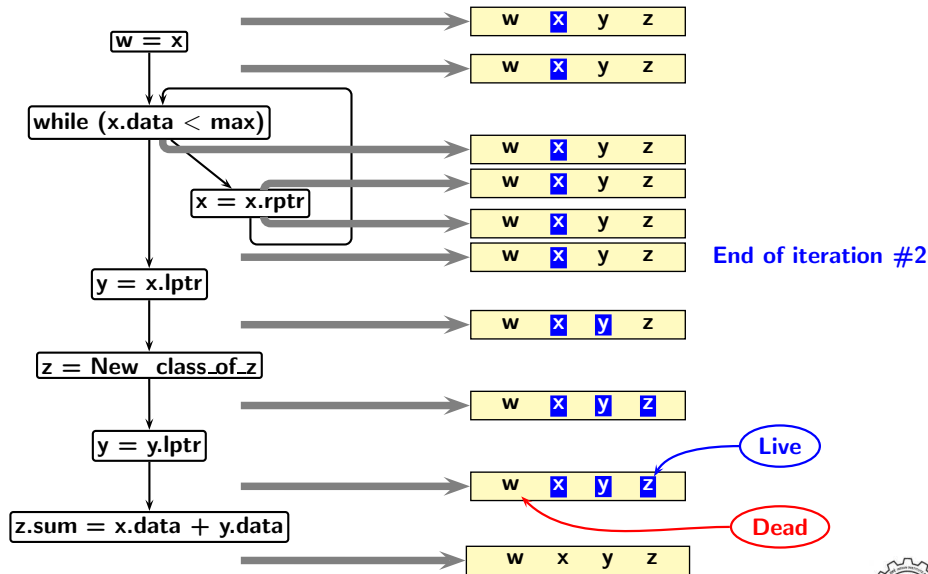 w x y z
w = x
w x y z
while (x.data < max)
w x y z
w x y z
x = x.rptr
w x y z
w x y z End of iteration #2
y = x.lptr
w x y z
z = New class_of_z
w x y z
y = y.lptr
Live
w x y z
z.sum = x.data + y.data
Dead
w x y z